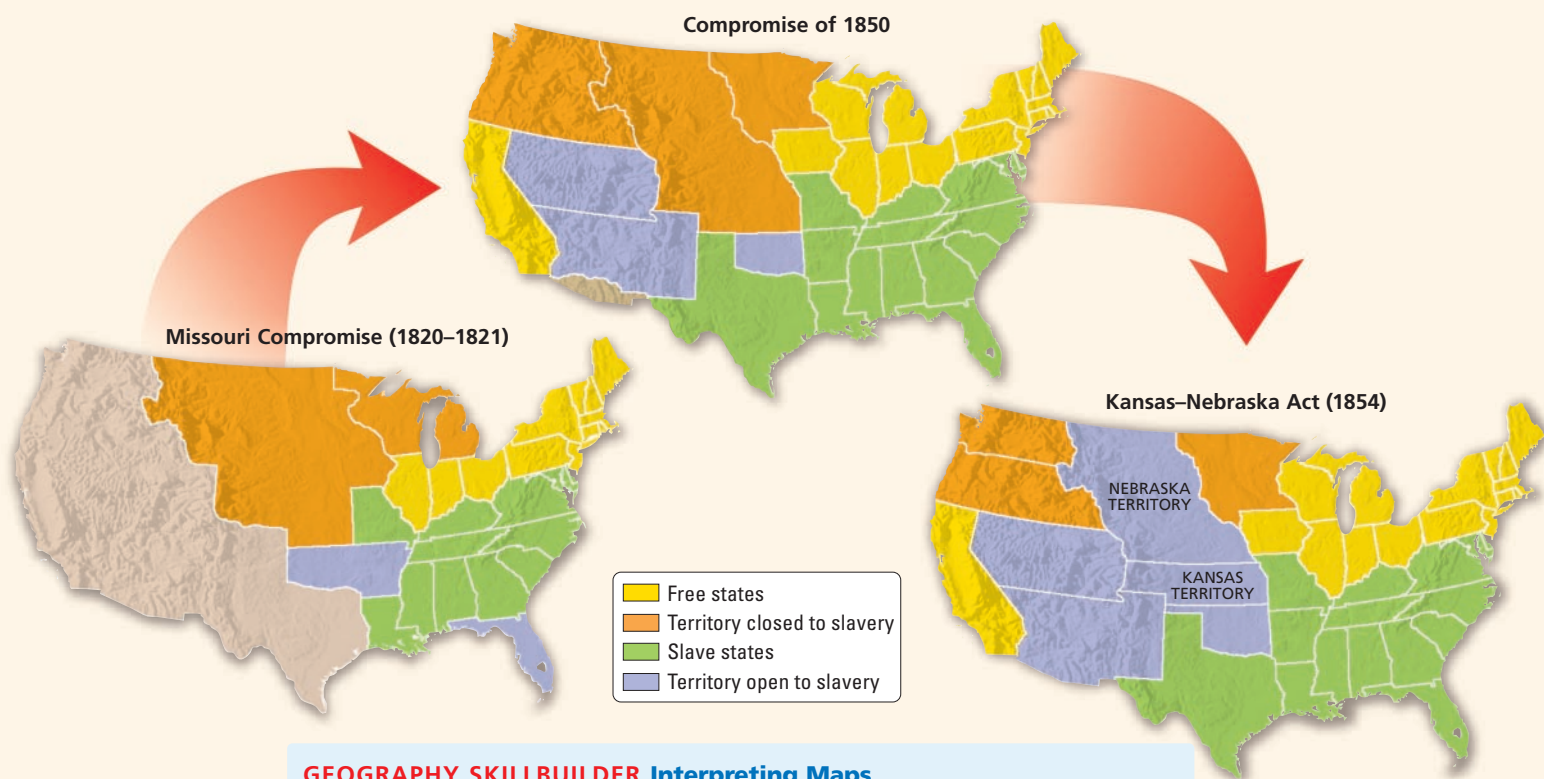 Compromise of 1850
Missouri Compromise (1820–1821)
Kansas–Nebraska Act (1854)
NEBRASKA
TERRITORY
KANSAS
TERRITORY
Free states
Territory closed to slavery
Slave states
Territory open to slavery
GEOGRAPHY SKILLBUILDER Interpreting Maps